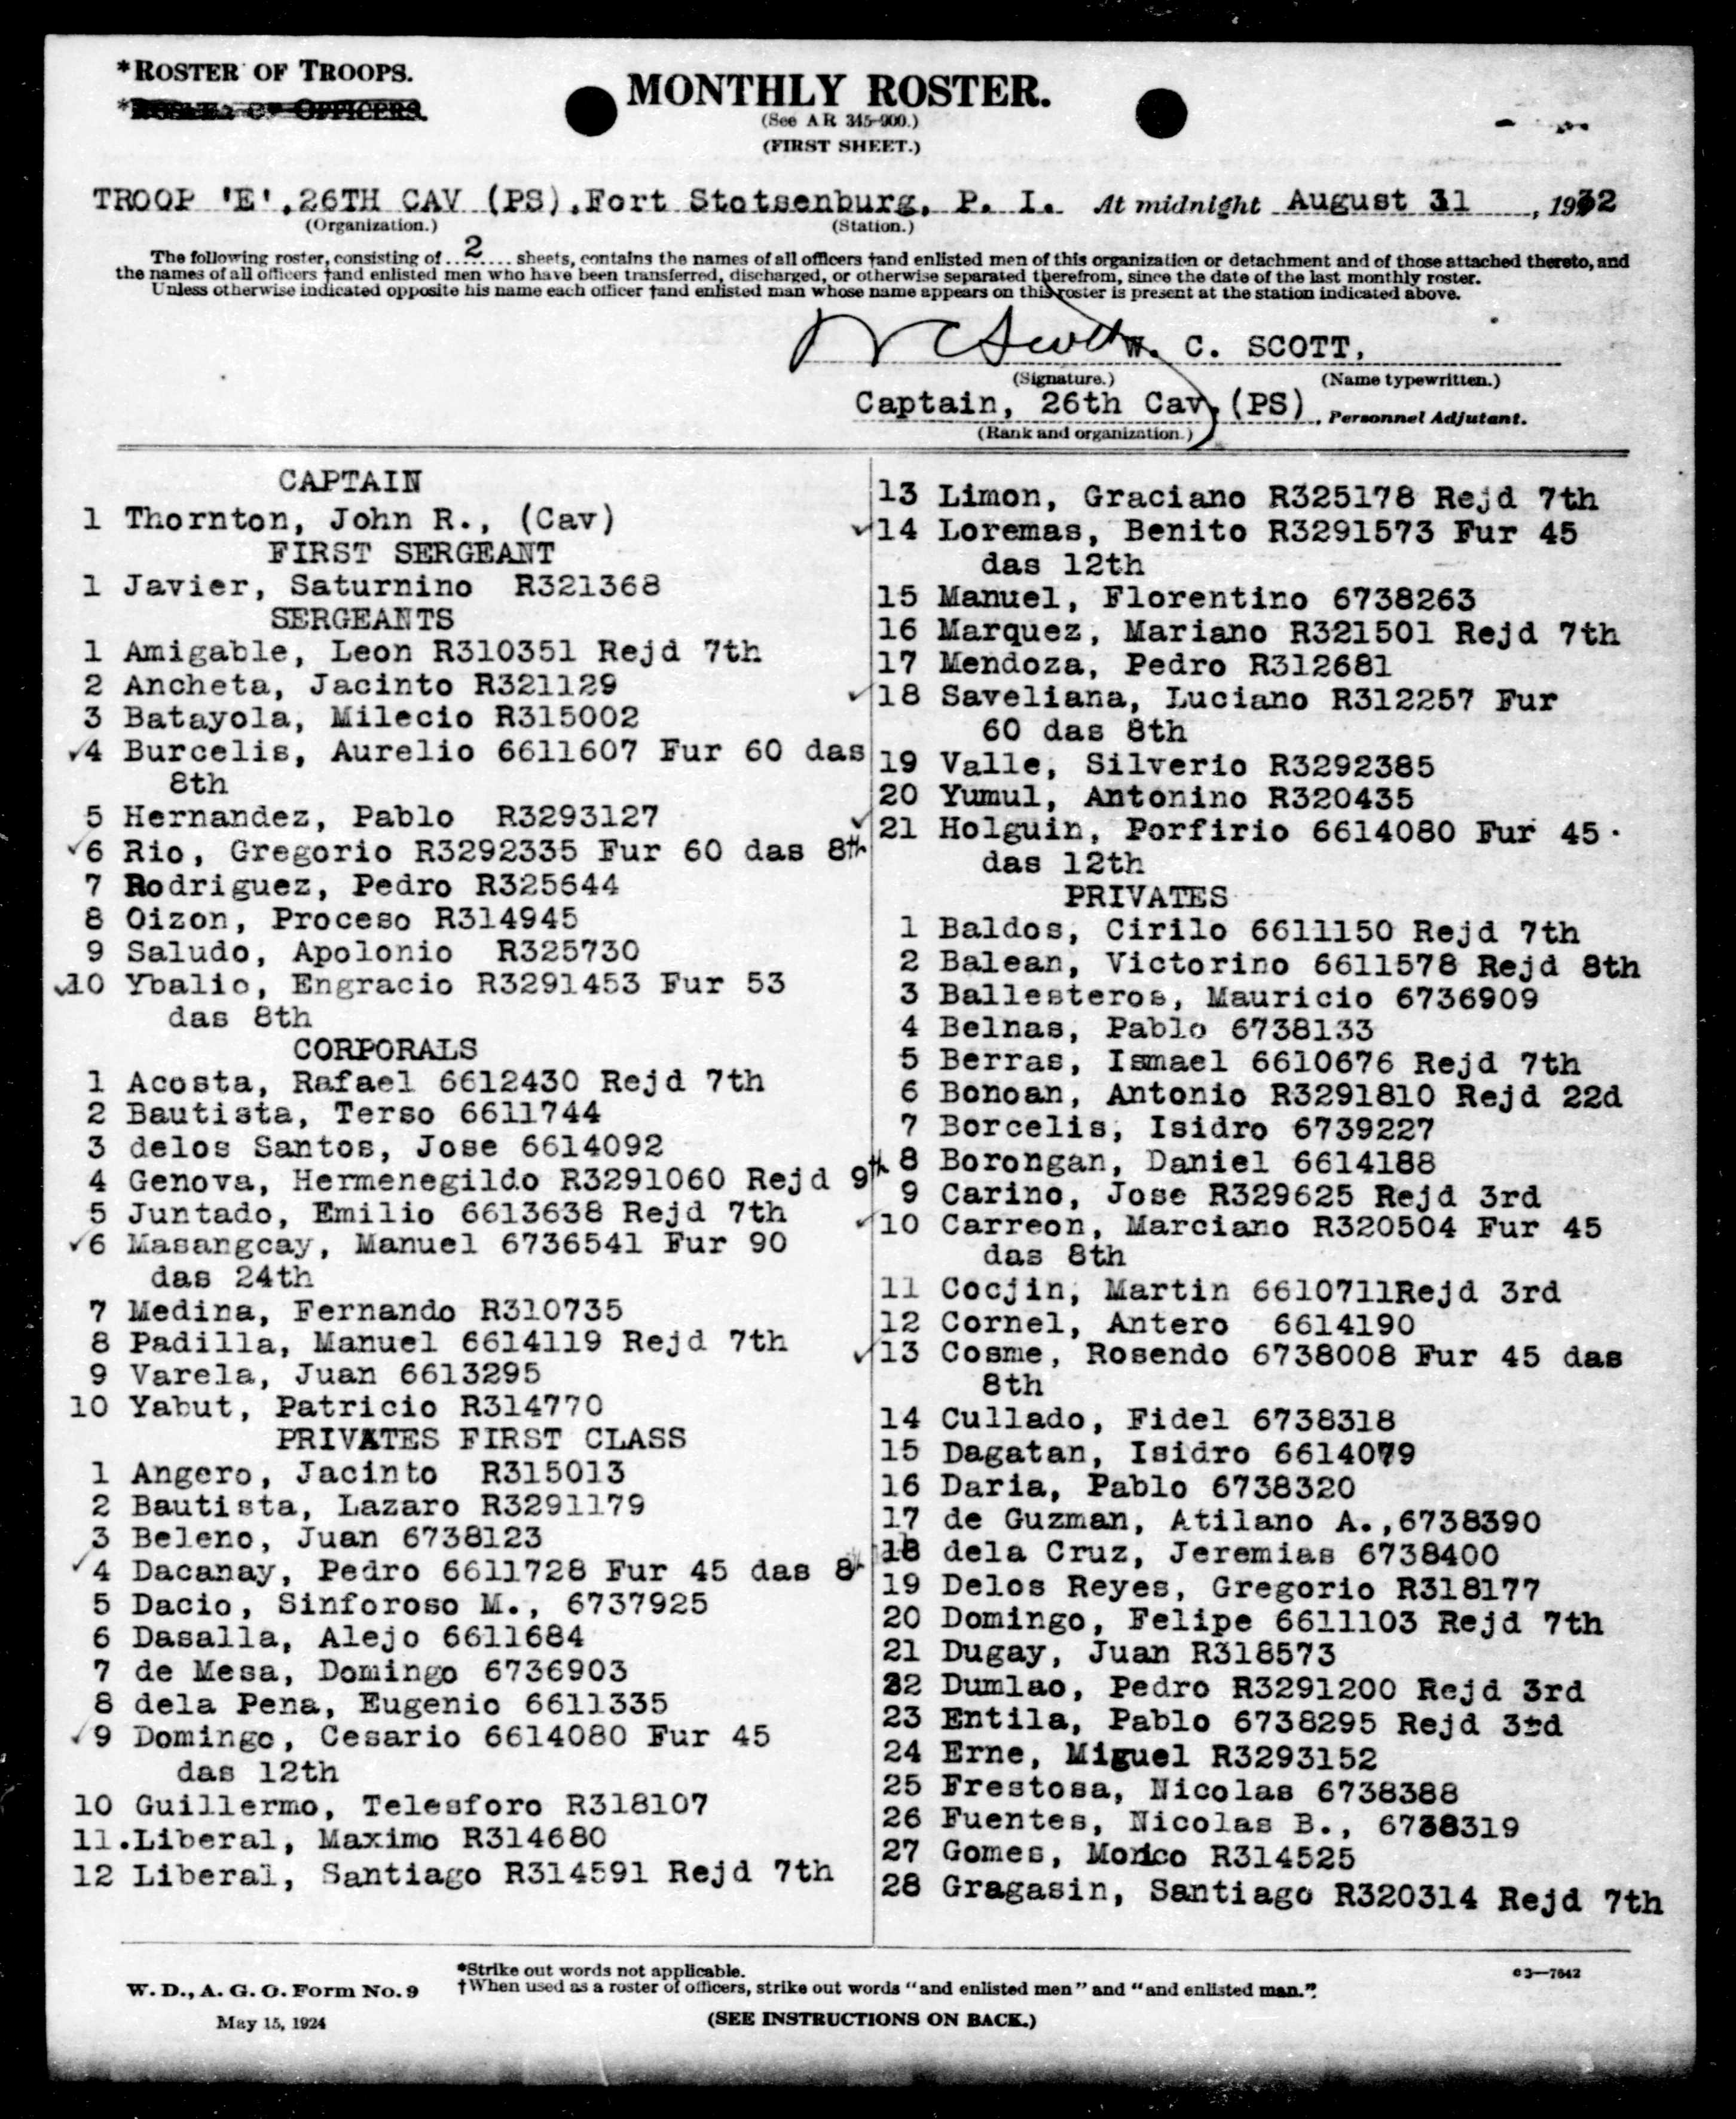 *ROSTER OF TROOPS.
*ROSTER OF OFFICERS.
MONTHLY ROSTER.
(See AR 345-900.)
(FIRST SHEET.)
TROOP 'E', 26TH CAV (PS), Fort Stotsenburg, P. I. At midnight August 31, 1932
(Organization.) (Station.)
The following roster, consisting of 2 sheets, contains the names of all officers †and enlisted men of this organization or detachment and of those attached thereto, and
the names of all officers †and enlisted men who have been transferred, discharged, or otherwise separated therefrom, since the date of the last monthly roster.
Unless otherwise indicated opposite his name each officer †and enlisted man whose name appears on this roster is present at the station indicated above.
W C Scott W. C. SCOTT,
(Signature.) (Name typewritten.)
Captain, 26th Cav, (PS), Personnel Adjutant.
(Rank and organization.)
CAPTAIN
1 Thornton, John R., (Cav)
FIRST SERGEANT
1 Javier, Saturnino R321368
SERGEANTS
1 Amigable, Leon R310351 Rejd 7th
2 Ancheta, Jacinto R321129
3 Batayola, Milecio R315002
✓4 Burcelis, Aurelio 6611607 Fur 60 das
8th
5 Hernandez, Pablo R3293127
✓6 Rio, Gregorio R3292335 Fur 60 das 8th
7 Rodriguez, Pedro R325644
8 Oizon, Proceso R314945
9 Saludo, Apolonio R325730
✓10 Ybalio, Engracio R3291453 Fur 53
das 8th
CORPORALS
1 Acosta, Rafael 6612430 Rejd 7th
2 Bautista, Terso 6611744
3 delos Santos, Jose 6614092
4 Genova, Hermenegildo R3291060 Rejd 9th
5 Juntado, Emilio 6613638 Rejd 7th
✓6 Masangcay, Manuel 6736541 Fur 90
das 24th
7 Medina, Fernando R310735
8 Padilla, Manuel 6614119 Rejd 7th
9 Varela, Juan 6613295
10 Yabut, Patricio R314770
PRIVATES FIRST CLASS
1 Angero, Jacinto R315013
2 Bautista, Lazaro R3291179
3 Beleno, Juan 6738123
✓4 Dacanay, Pedro 6611728 Fur 45 das 8th
5 Dacio, Sinforoso M., 6737925
6 Dasalla, Alejo 6611684
7 de Mesa, Domingo 6736903
8 dela Pena, Eugenio 6611335
✓9 Domingo, Cesario 6614080 Fur 45
das 12th
10 Guillermo, Telesforo R318107
11.Liberal, Maximo R314680
12 Liberal, Santiago R314591 Rejd 7th
13 Limon, Graciano R325178 Rejd 7th
✓14 Loremas, Benito R3291573 Fur 45
das 12th
15 Manuel, Florentino 6738263
16 Marquez, Mariano R321501 Rejd 7th
17 Mendoza, Pedro R312681
✓18 Saveliana, Luciano R312257 Fur
60 das 8th
19 Valle, Silverio R3292385
20 Yumul, Antonino R320435
✓21 Holguin, Porfirio 6614080 Fur 45
das 12th
PRIVATES
1 Baldos, Cirilo 6611150 Rejd 7th
2 Balean, Victorino 6611578 Rejd 8th
3 Ballesteros, Mauricio 6736909
4 Belnas, Pablo 6738133
5 Berras, Ismael 6610676 Rejd 7th
6 Bonoan, Antonio R3291810 Rejd 22d
7 Borcelis, Isidro 6739227
8 Borongan, Daniel 6614188
9 Carino, Jose R329625 Rejd 3rd
✓10 Carreon, Marciano R320504 Fur 45
das 8th
11 Cocjin, Martin 6610711Rejd 3rd
12 Cornel, Antero 6614190
✓13 Cosme, Rosendo 6738008 Fur 45 das
8th
14 Cullado, Fidel 6738318
15 Dagatan, Isidro 6614079
16 Daria, Pablo 6738320
17 de Guzman, Atilano A.,6738390
18 dela Cruz, Jeremias 6738400
19 Delos Reyes, Gregorio R318177
20 Domingo, Felipe 6611103 Rejd 7th
21 Dugay, Juan R318573
22 Dumlao, Pedro R3291200 Rejd 3rd
23 Entila, Pablo 6738295 Rejd 3rd
24 Erne, Miguel R3293152
25 Frestosa, Nicolas 6738388
26 Fuentes, Nicolas B., 6738319
27 Gomes, Morico R314525
28 Gragasin, Santiago R320314 Rejd 7th
*Strike out words not applicable.
W. D., A. G. O. Form No. 9 †When used as a roster of officers, strike out words "and enlisted men" and "and enlisted man."
May 15, 1924 (SEE INSTRUCTIONS ON BACK.)
63—7642